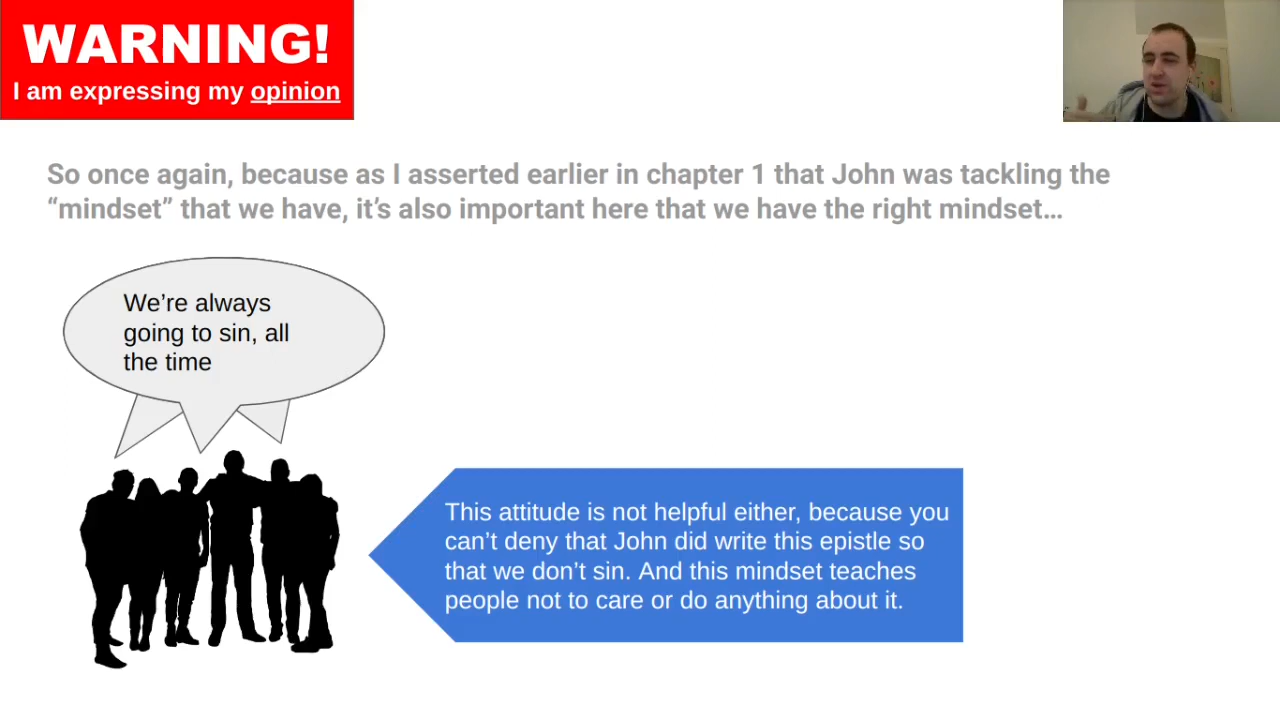 WARNING!
I am expressing my opinion
So once again, because as I asserted earlier in chapter 1 that John was tackling the
“mindset” that we have, it’s also important here that we have the right mindset…
We’re always
going to sin, all
the time
This attitude is not helpful either, because you
can’t deny that John did write this epistle so
that we don’t sin. And this mindset teaches
people not to care or do anything about it.